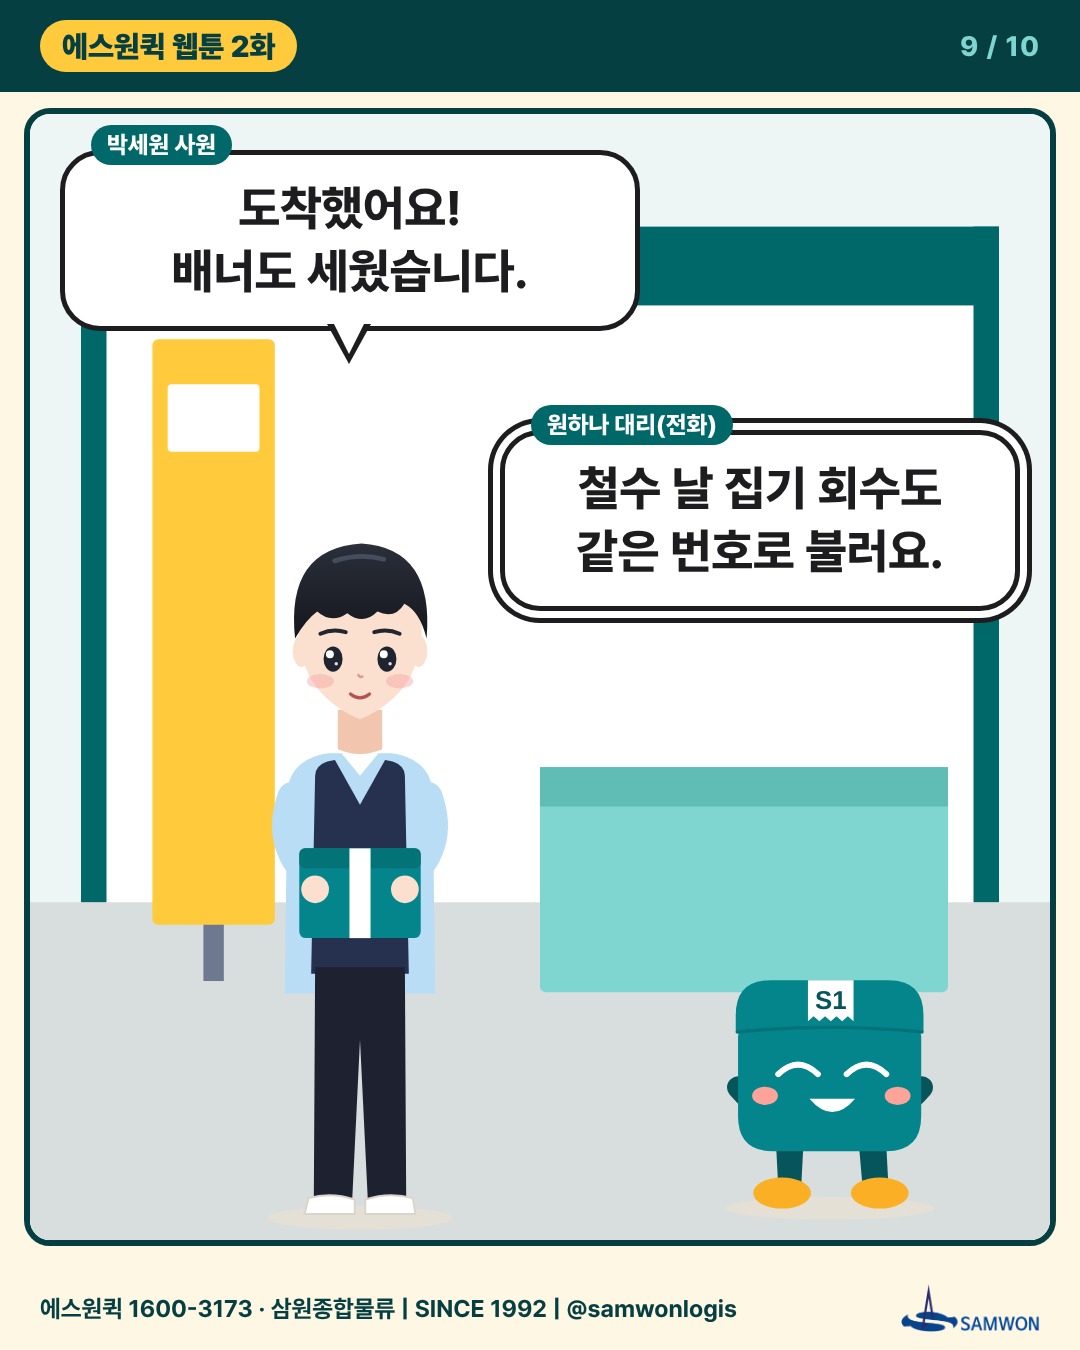 에스원퀵 웹툰 2화
9 / 10
박세원 사원
도착했어요!
배너도 세웠습니다.
원하나 대리(전화)
철수 날 집기 회수도
같은 번호로 불러요.
S1
에스원퀵 1600-3173 · 삼원종합물류 | SINCE 1992 | @samwonlogis
SAMWON